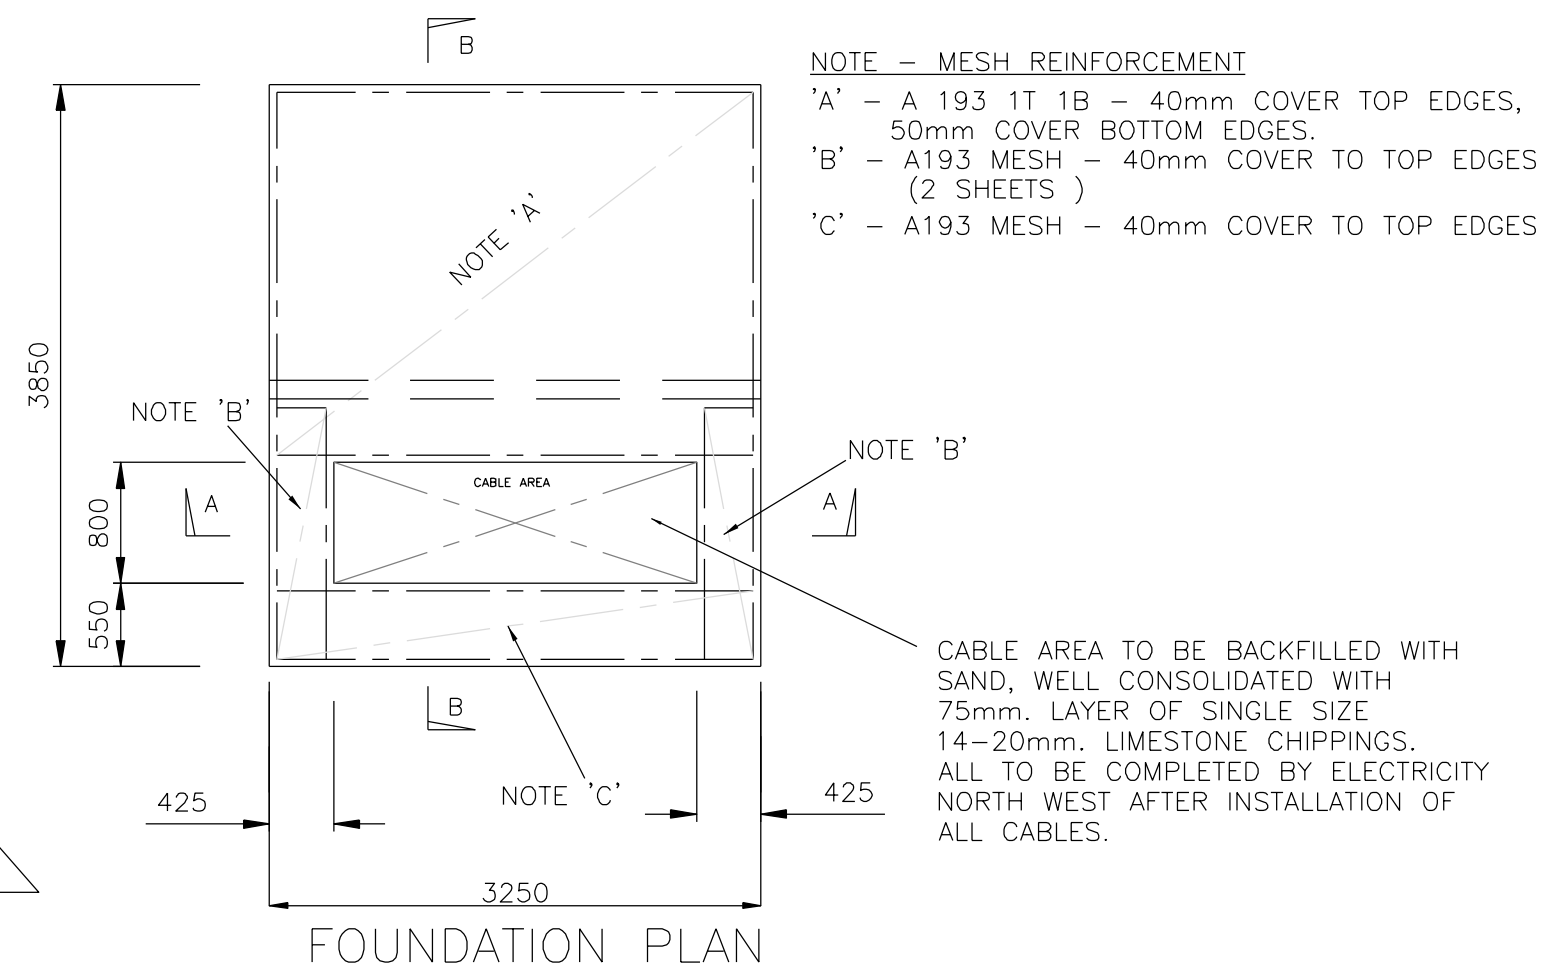 B
NOTE – MESH REINFORCEMENT
'A' – A 193 1T 1B – 40mm COVER TOP EDGES,
50mm COVER BOTTOM EDGES.
'B' – A193 MESH – 40mm COVER TO TOP EDGES
(2 SHEETS )
'C' – A193 MESH – 40mm COVER TO TOP EDGES
NOTE 'A'
3850
NOTE 'B'
NOTE 'B'
CABLE AREA
A
A
800
550
CABLE AREA TO BE BACKFILLED WITH
SAND, WELL CONSOLIDATED WITH
75mm. LAYER OF SINGLE SIZE
14–20mm. LIMESTONE CHIPPINGS.
ALL TO BE COMPLETED BY ELECTRICITY
NORTH WEST AFTER INSTALLATION OF
ALL CABLES.
B
NOTE 'C'
425
425
3250
FOUNDATION PLAN